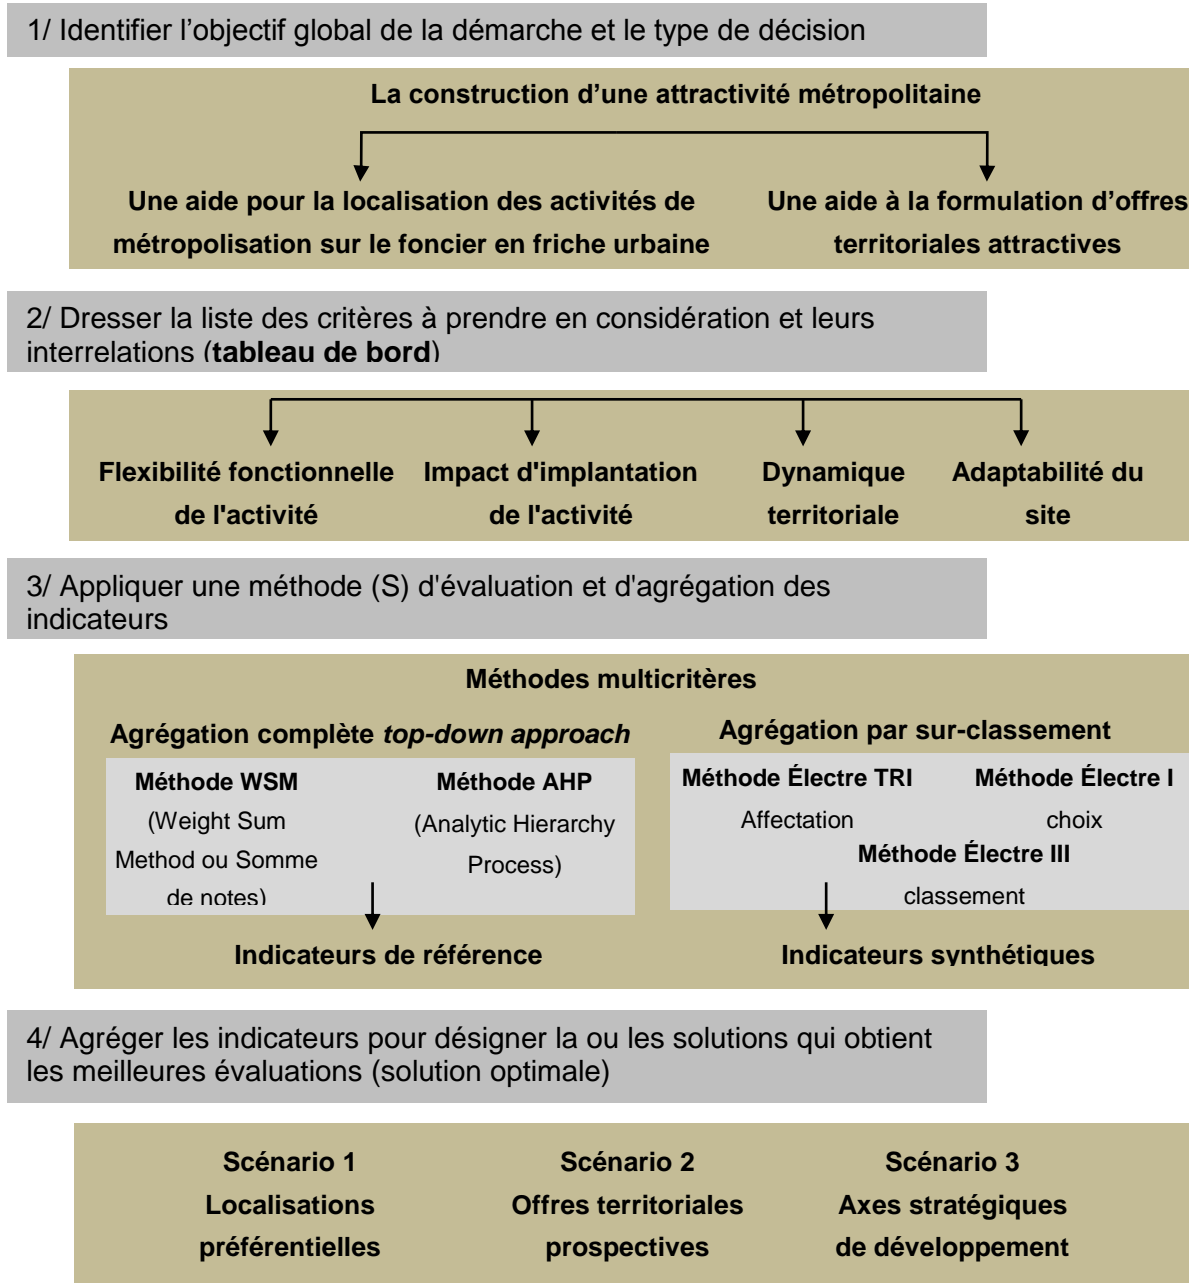 1/ Identifier l’objectif global de la démarche et le type de décision
La construction d’une attractivité métropolitaine
Une aide pour la localisation des activités de
métropolisation sur le foncier en friche urbaine
Une aide à la formulation d’offres
territoriales attractives
2/ Dresser la liste des critères à prendre en considération et leurs
interrelations (tableau de bord)
Flexibilité fonctionnelle
de l'activité
Impact d'implantation
de l'activité
Dynamique
territoriale
Adaptabilité du
site
3/ Appliquer une méthode (S) d'évaluation et d'agrégation des
indicateurs
Méthodes multicritères
Agrégation complète top-down approach
Méthode WSM
(Weight Sum
Method ou Somme
de notes)
Méthode AHP
(Analytic Hierarchy
Process)
Indicateurs de référence
Agrégation par sur-classement
Méthode Électre TRI
Affectation
Méthode Électre I
choix
Méthode Électre III
classement
Indicateurs synthétiques
4/ Agréger les indicateurs pour désigner la ou les solutions qui obtient
les meilleures évaluations (solution optimale)
Scénario 1
Localisations
préférentielles
Scénario 2
Offres territoriales
prospectives
Scénario 3
Axes stratégiques
de développement